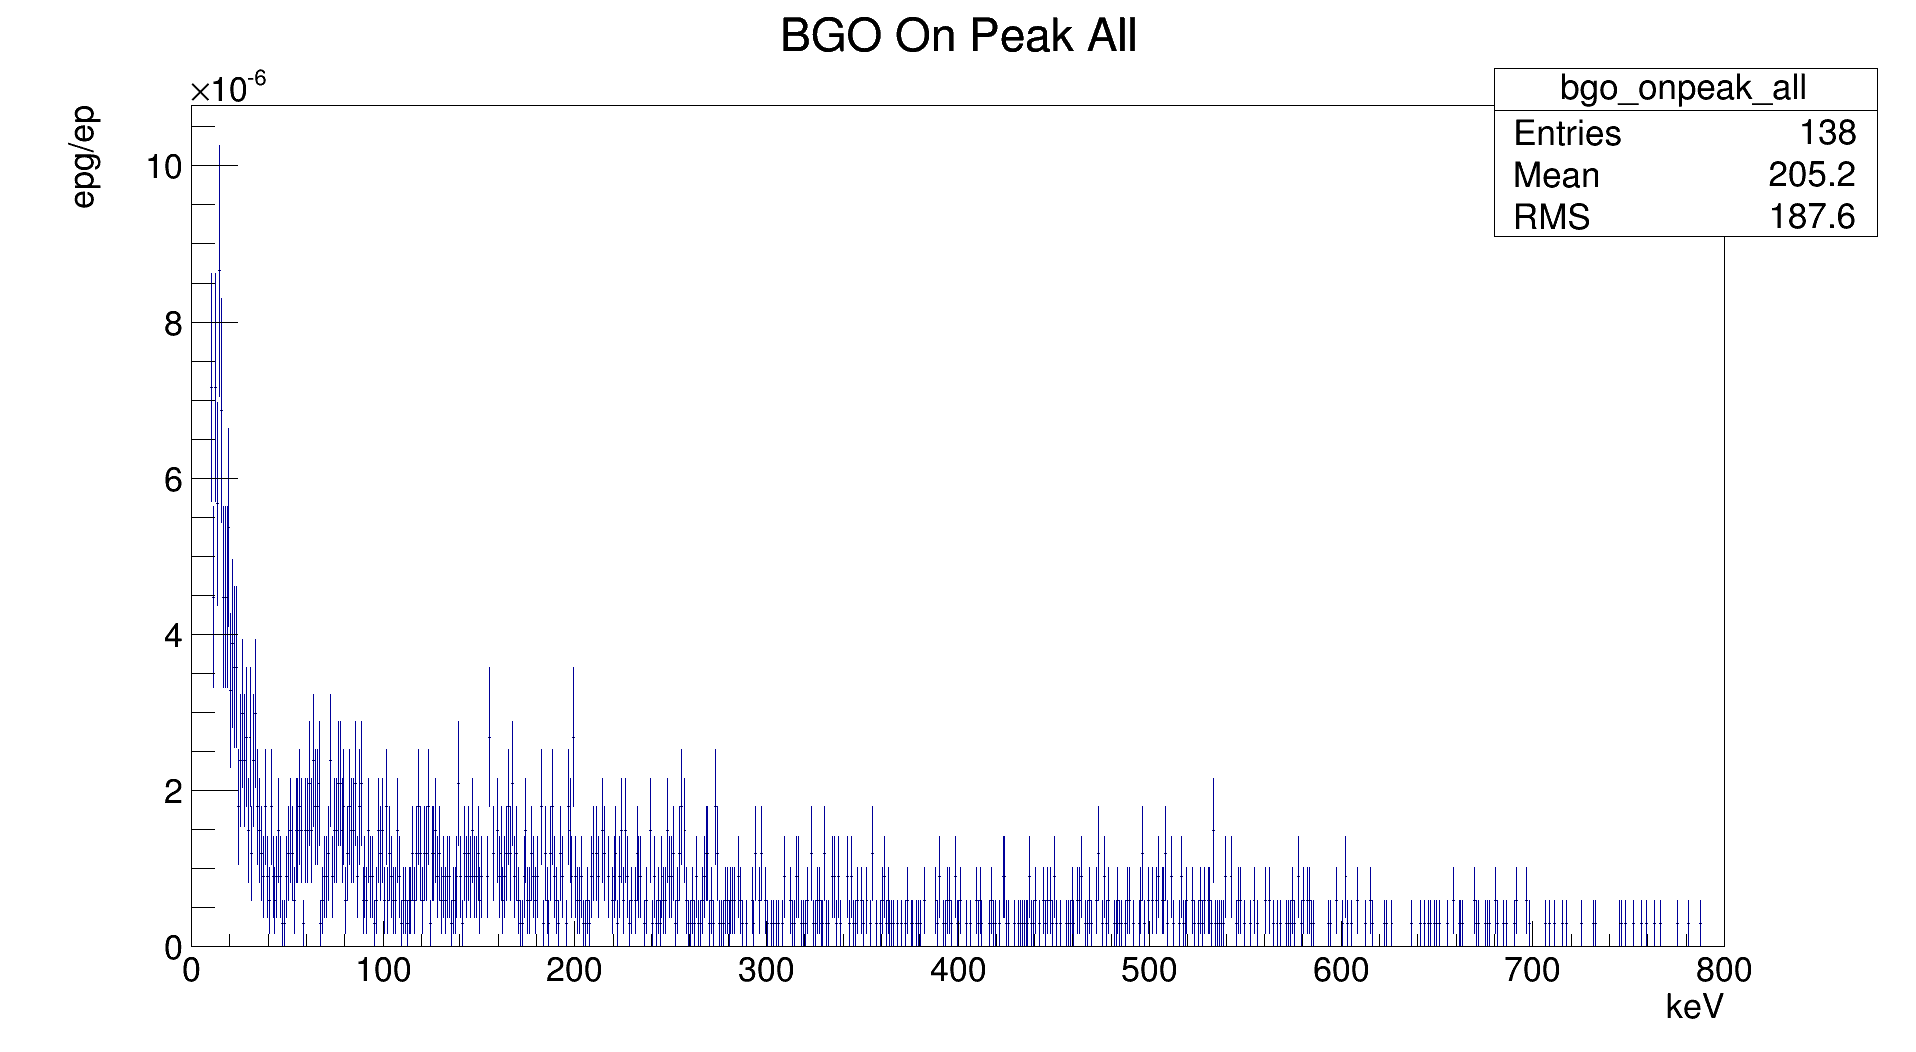 BGO On Peak All
×10-6
epg/ep
bgo_onpeak_all
Entries 138
Mean 205.2
RMS 187.6
10
8
6
4
2
0
0 100 200 300 400 500 600 700 800
keV